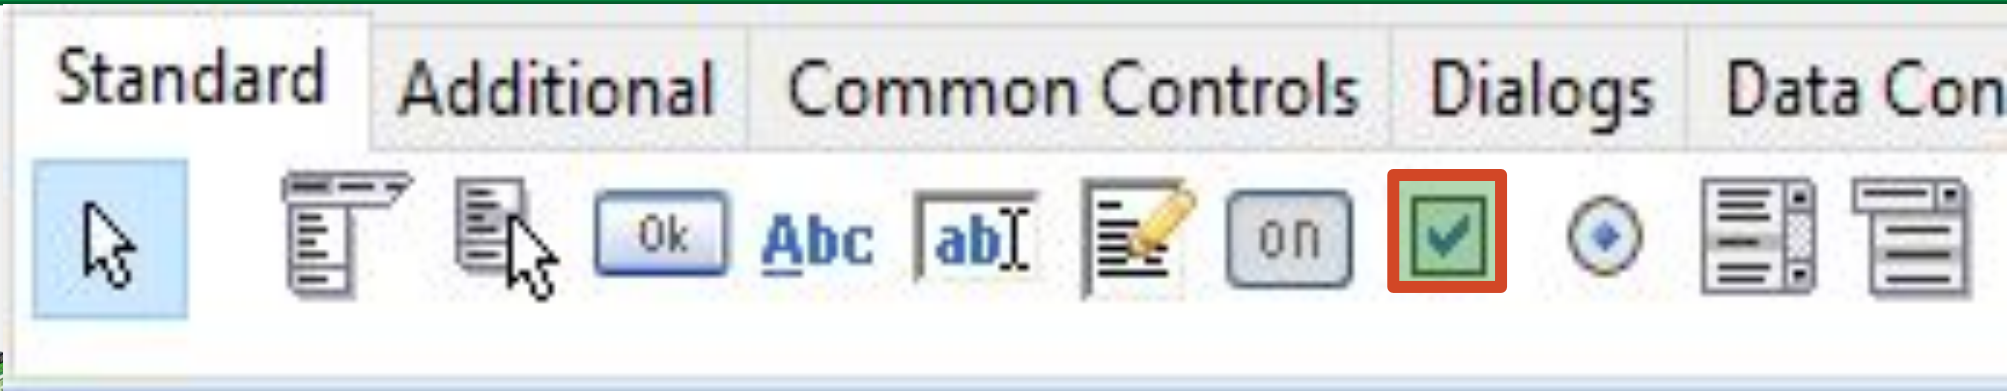 Standard Additional Common Controls Dialogs Data Con
Ok Abc ab on